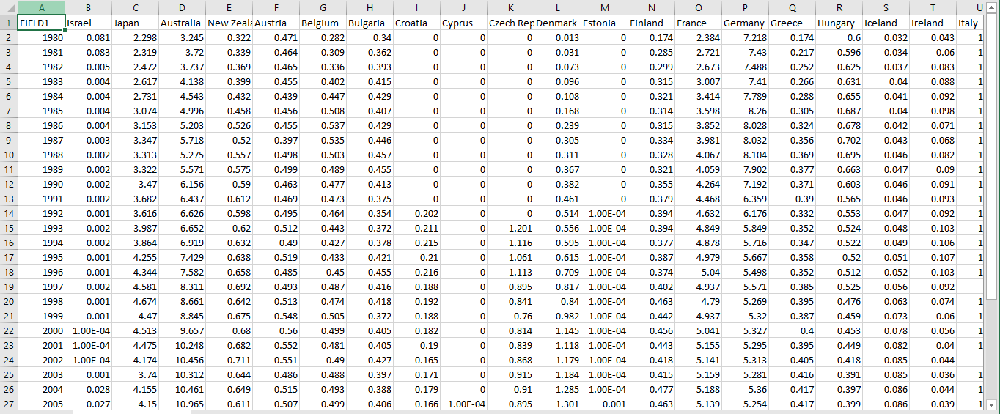 A B C D E F G H I J K L M N O P Q R S T U
1 FIELD1 Israel Japan Australia New Zeal Austria Belgium Bulgaria Croatia Cyprus Czech Rep Denmark Estonia Finland France Germany Greece Hungary Iceland Ireland Italy
2 1980 0.081 2.298 3.245 0.322 0.471 0.282 0.34 0 0 0 0.013 0 0.174 2.384 7.218 0.174 0.6 0.032 0.043 1
3 1981 0.083 2.319 3.72 0.339 0.464 0.309 0.362 0 0 0 0.031 0 0.285 2.721 7.43 0.217 0.596 0.034 0.06 1
4 1982 0.005 2.472 3.737 0.369 0.465 0.336 0.393 0 0 0 0.073 0 0.299 2.673 7.488 0.252 0.625 0.037 0.083 1
5 1983 0.004 2.617 4.138 0.399 0.455 0.402 0.415 0 0 0 0.096 0 0.315 3.007 7.41 0.266 0.631 0.04 0.088 1
6 1984 0.004 2.731 4.543 0.432 0.439 0.447 0.429 0 0 0 0.108 0 0.321 3.414 7.789 0.288 0.655 0.041 0.092 1
7 1985 0.004 3.074 4.996 0.458 0.456 0.508 0.407 0 0 0 0.168 0 0.314 3.598 8.26 0.305 0.687 0.04 0.098 1
8 1986 0.004 3.153 5.203 0.526 0.455 0.537 0.429 0 0 0 0.239 0 0.315 3.852 8.028 0.324 0.678 0.042 0.071 1
9 1987 0.003 3.347 5.718 0.52 0.397 0.535 0.446 0 0 0 0.305 0 0.334 3.981 8.032 0.356 0.702 0.043 0.068 1
10 1988 0.002 3.313 5.275 0.557 0.498 0.503 0.457 0 0 0 0.311 0 0.328 4.067 8.104 0.369 0.695 0.046 0.082 1
11 1989 0.002 3.322 5.571 0.575 0.499 0.489 0.455 0 0 0 0.367 0 0.321 4.059 7.902 0.377 0.663 0.047 0.09 1
12 1990 0.002 3.47 6.156 0.59 0.463 0.477 0.413 0 0 0 0.382 0 0.355 4.264 7.192 0.371 0.603 0.046 0.091 1
13 1991 0.002 3.682 6.437 0.612 0.469 0.473 0.375 0 0 0 0.461 0 0.379 4.468 6.359 0.39 0.565 0.046 0.093 1
14 1992 0.001 3.616 6.626 0.598 0.495 0.464 0.354 0.202 0 0 0.514 1.00E-04 0.394 4.632 6.176 0.332 0.553 0.047 0.092 1
15 1993 0.002 3.987 6.652 0.62 0.512 0.443 0.372 0.211 0 1.201 0.556 1.00E-04 0.394 4.849 5.849 0.352 0.524 0.048 0.103 1
16 1994 0.002 3.864 6.919 0.632 0.49 0.427 0.378 0.215 0 1.116 0.595 1.00E-04 0.377 4.878 5.716 0.347 0.522 0.049 0.106 1
17 1995 0.001 4.255 7.429 0.638 0.519 0.433 0.421 0.21 0 1.061 0.615 1.00E-04 0.387 4.979 5.667 0.358 0.52 0.051 0.107 1
18 1996 0.001 4.344 7.582 0.658 0.485 0.45 0.455 0.216 0 1.113 0.709 1.00E-04 0.374 5.04 5.498 0.352 0.512 0.052 0.103 1
19 1997 0.002 4.581 8.311 0.692 0.493 0.487 0.416 0.188 0 0.895 0.817 1.00E-04 0.402 4.937 5.571 0.385 0.525 0.056 0.092
20 1998 0.001 4.674 8.661 0.642 0.513 0.474 0.418 0.192 0 0.841 0.84 1.00E-04 0.463 4.79 5.269 0.395 0.476 0.063 0.074 1
21 1999 0.001 4.47 8.845 0.675 0.548 0.505 0.372 0.188 0 0.76 0.982 1.00E-04 0.442 4.937 5.32 0.387 0.459 0.073 0.06 1
22 2000 1.00E-04 4.513 9.657 0.68 0.56 0.499 0.405 0.182 0 0.814 1.145 1.00E-04 0.456 5.041 5.327 0.4 0.453 0.078 0.056 1
23 2001 1.00E-04 4.475 10.248 0.682 0.552 0.481 0.405 0.19 0 0.839 1.118 1.00E-04 0.443 5.155 5.295 0.395 0.449 0.082 0.04 1
24 2002 1.00E-04 4.174 10.456 0.711 0.551 0.49 0.427 0.165 0 0.868 1.179 1.00E-04 0.418 5.141 5.313 0.405 0.418 0.085 0.044
25 2003 0.001 3.74 10.312 0.644 0.486 0.488 0.397 0.171 0 0.915 1.184 1.00E-04 0.415 5.159 5.281 0.416 0.391 0.085 0.036 1
26 2004 0.028 4.155 10.461 0.649 0.515 0.493 0.388 0.179 0 0.91 1.285 1.00E-04 0.477 5.188 5.36 0.417 0.397 0.086 0.044 1
27 2005 0.027 4.15 10.965 0.611 0.507 0.499 0.406 0.166 1.00E-04 0.895 1.301 0.001 0.463 5.139 5.254 0.417 0.399 0.086 0.039 1